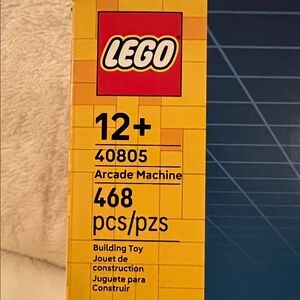 LEGO
12+
40805
Arcade Machine
468
pcs/pzs
Building Toy
Jouet de
construction
Juguete para
Construir